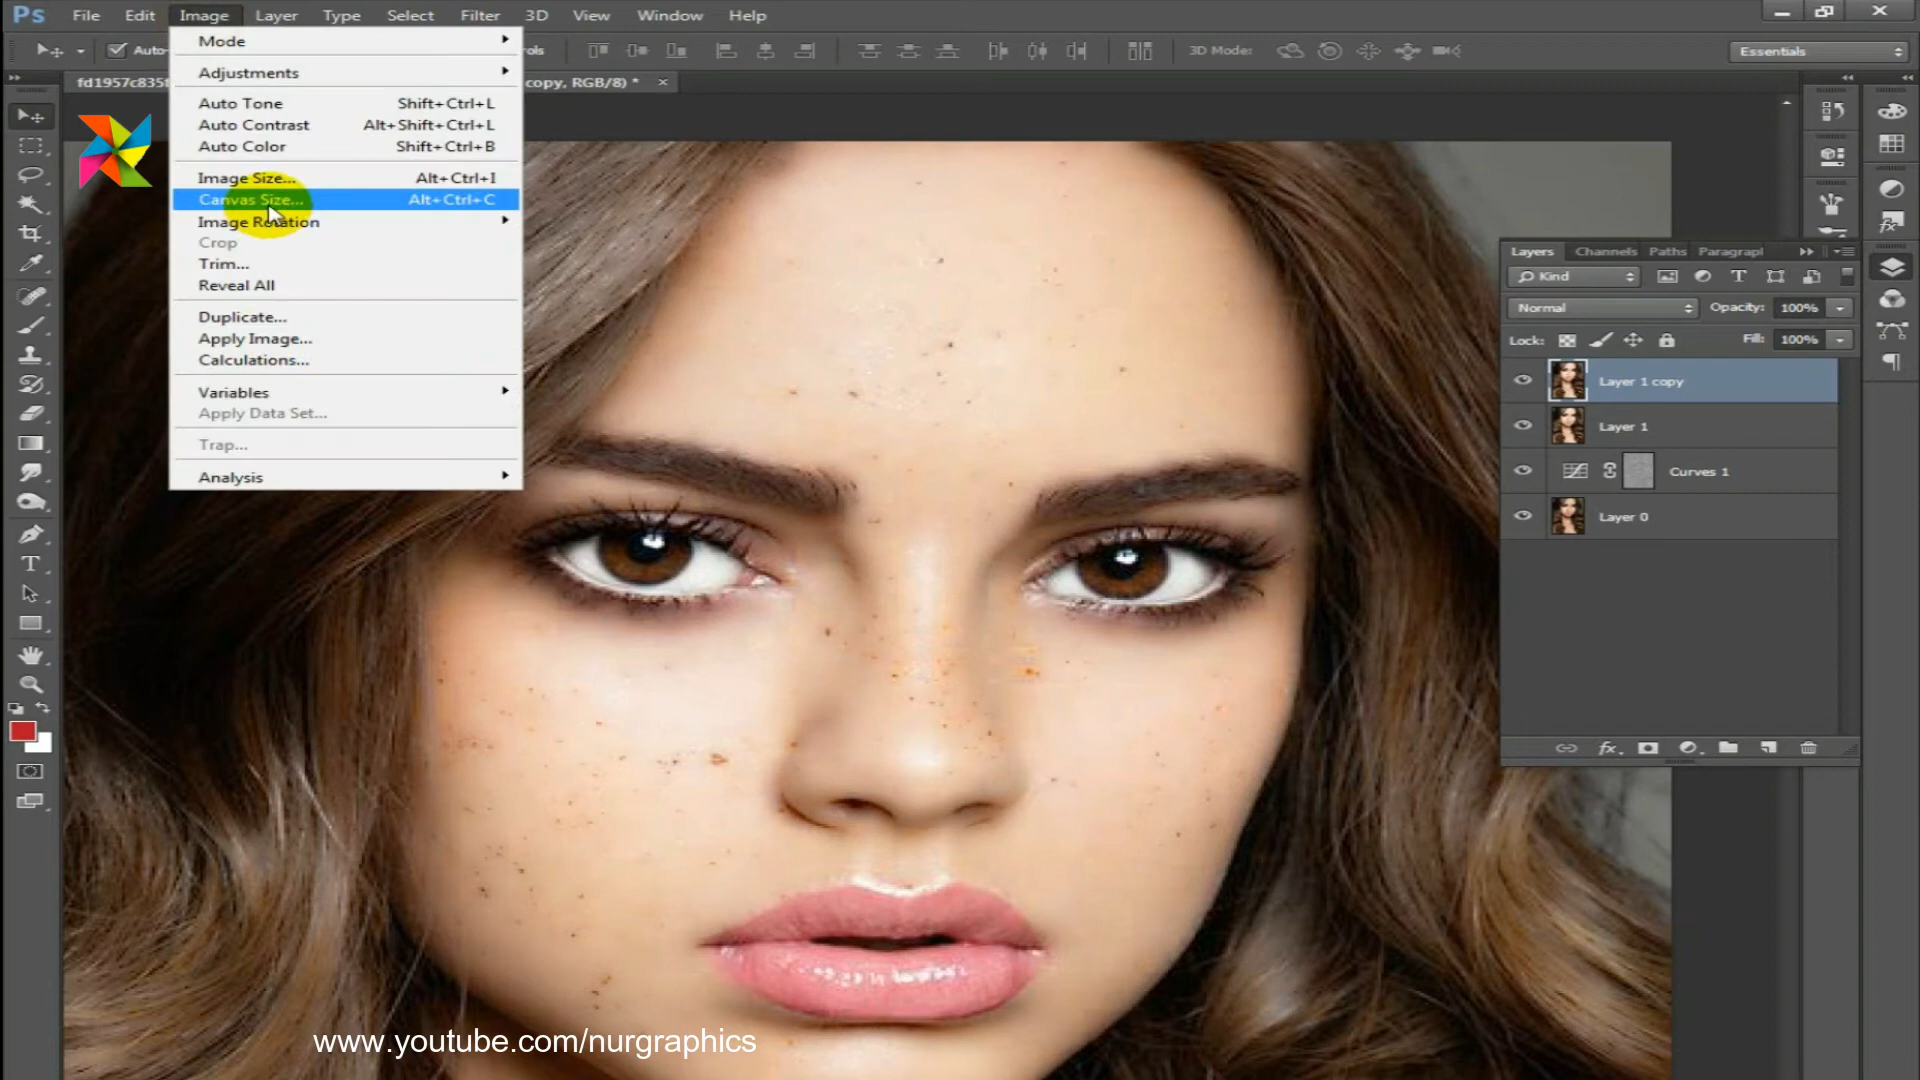 Ps File Edit Image Layer Type Select Filter 3D View Window Help
Auto- ols 3D Mode: Essentials
fd1957c835f copy, RGB/8) * ×
Mode
Adjustments
Auto Tone Shift+Ctrl+L
Auto Contrast Alt+Shift+Ctrl+L
Auto Color Shift+Ctrl+B
Image Size... Alt+Ctrl+I
Canvas Size... Alt+Ctrl+C
Image Rotation
Crop
Trim...
Reveal All
Duplicate...
Apply Image...
Calculations...
Variables
Apply Data Set...
Trap...
Analysis
Layers Channels Paths Paragrapl
Kind
Normal Opacity: 100%
Lock: Fill: 100%
Layer 1 copy
Layer 1
Curves 1
Layer 0
www.youtube.com/nurgraphics